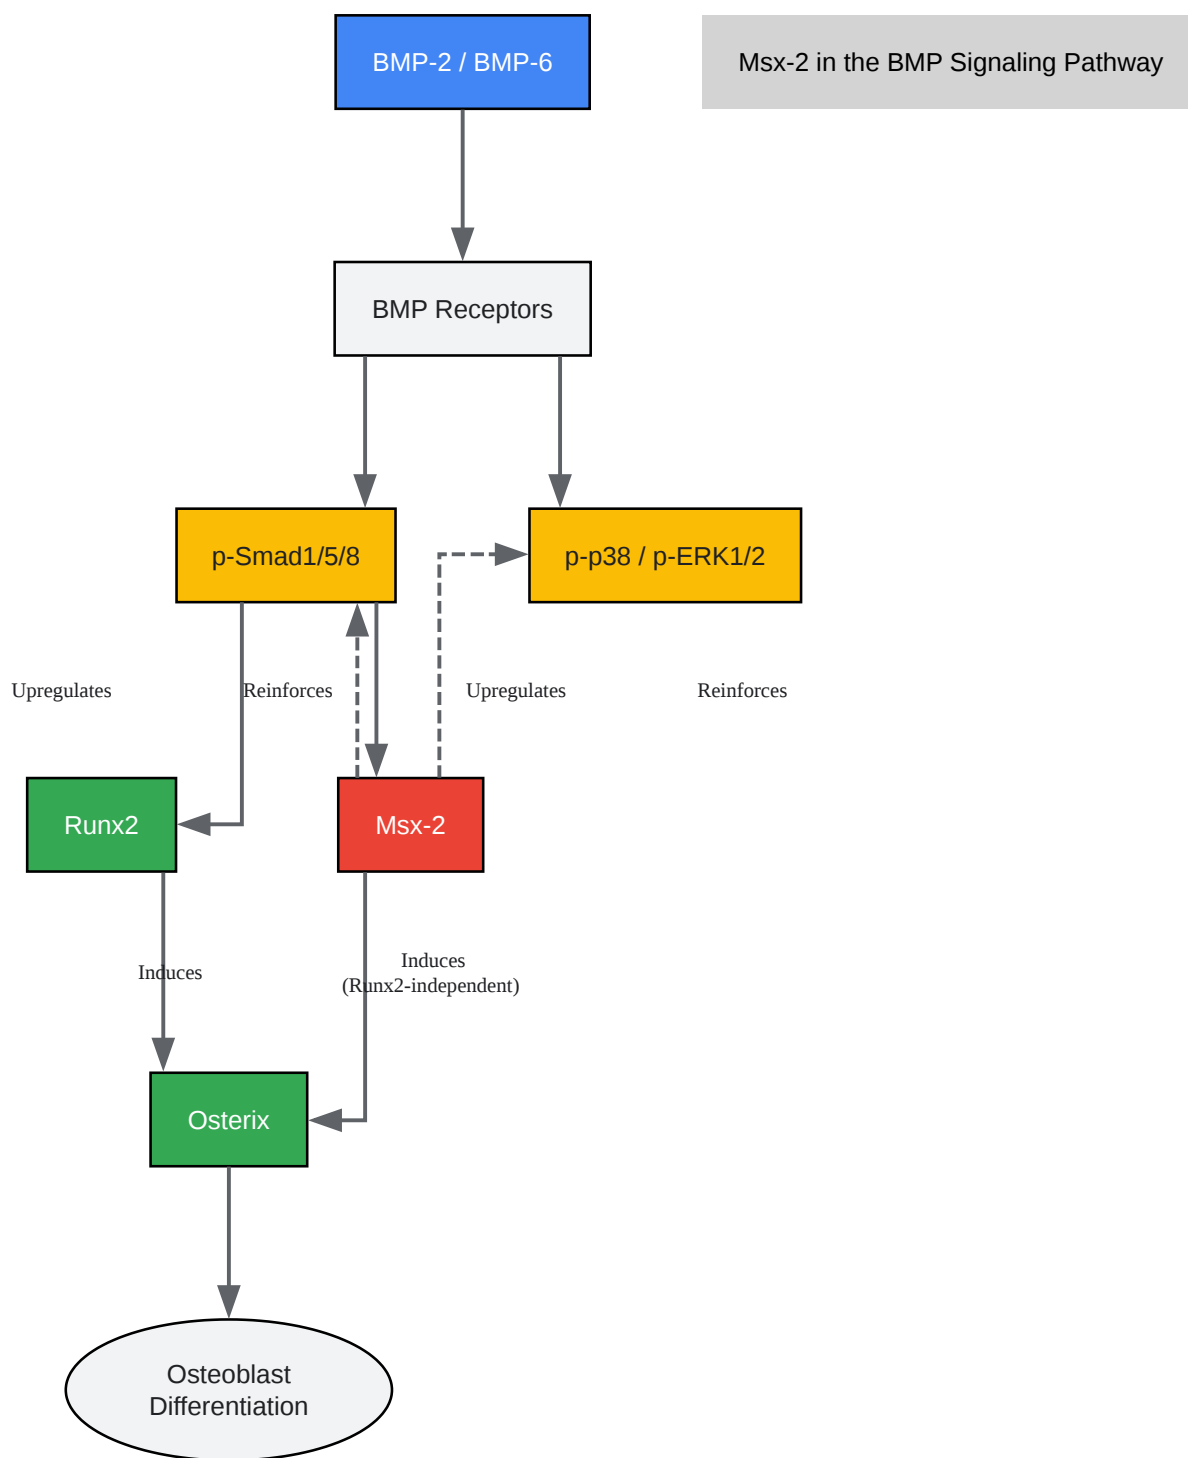 BMP-2 / BMP-6
Msx-2 in the BMP Signaling Pathway
BMP Receptors
p-Smad1/5/8
p-p38 / p-ERK1/2
Upregulates
Reinforces
Upregulates
Reinforces
Runx2
Msx-2
Induces
Induces
(Runx2-independent)
Osterix
Osteoblast
Differentiation